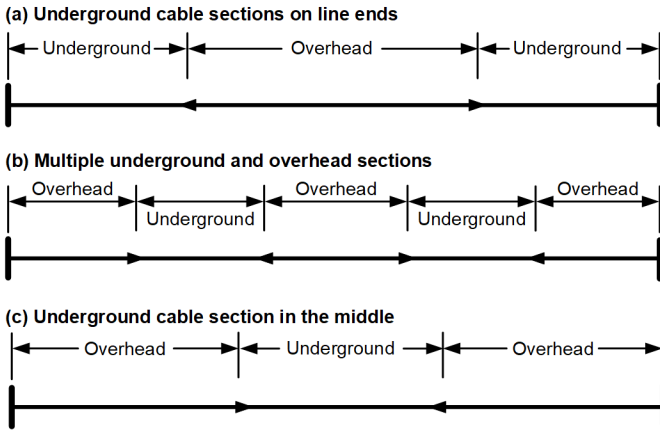 (a) Underground cable sections on line ends
Underground Overhead Underground
(b) Multiple underground and overhead sections
Overhead Overhead Overhead
Underground Underground
(c) Underground cable section in the middle
Overhead Underground Overhead